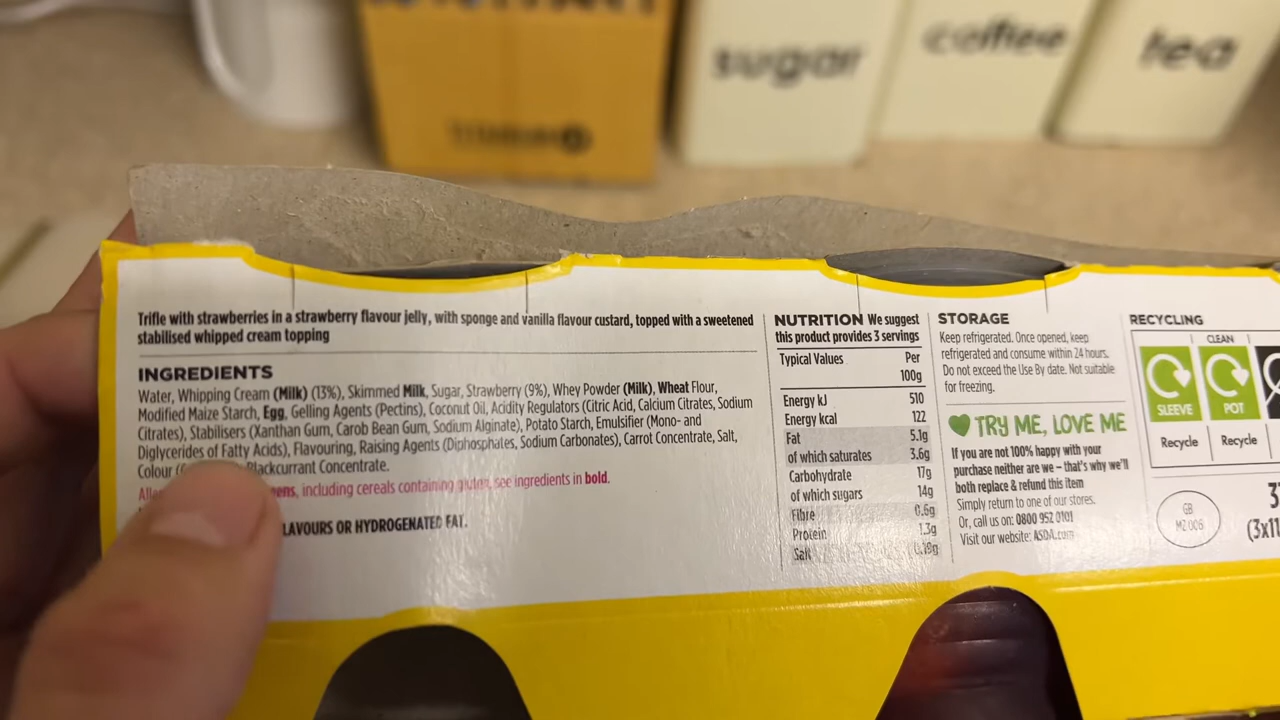 sugar
coffee
tea
Trifle with strawberries in a strawberry flavour jelly, with sponge and vanilla flavour custard, topped with a sweetened
stabilised whipped cream topping
INGREDIENTS
Water, Whipping Cream (Milk) (13%), Skimmed Milk, Sugar, Strawberry (9%), Whey Powder (Milk), Wheat Flour,
Modified Maize Starch, Egg, Gelling Agents (Pectins), Coconut Oil, Acidity Regulators (Citric Acid, Calcium Citrates, Sodium
Citrates), Stabilisers (Xanthan Gum, Carob Bean Gum, Sodium Alginate), Potato Starch, Emulsifier (Mono- and
Diglycerides of Fatty Acids), Flavouring, Raising Agents (Diphosphates, Sodium Carbonates), Carrot Concentrate, Salt,
Colour Blackcurrant Concentrate.
including cereals containing gluten, see ingredients in bold.
OR HYDROGENATED FAT.
NUTRITION We suggest
this product provides 3 servings
Typical Values Per
100g
Energy kJ 510
Energy kcal 122
Fat 5.1g
of which saturates 3.6g
Carbohydrate 17g
of which sugars 14g
Fibre 0.6g
Protein 1.3g
Salt 0.19g
STORAGE
Keep refrigerated. Once opened, keep
refrigerated and consume within 24 hours.
Do not exceed the Use By date. Not suitable
for freezing.
TRY ME, LOVE ME
If you are not 100% happy with your
purchase neither are we – that's why we'll
both replace & refund this item
Simply return to one of our stores.
Or, call us on: 0800 952 0101
Visit our website: ASDA.com
RECYCLING
CLEAN
SLEEVE
POT
Recycle
Recycle
GB
MZ 006